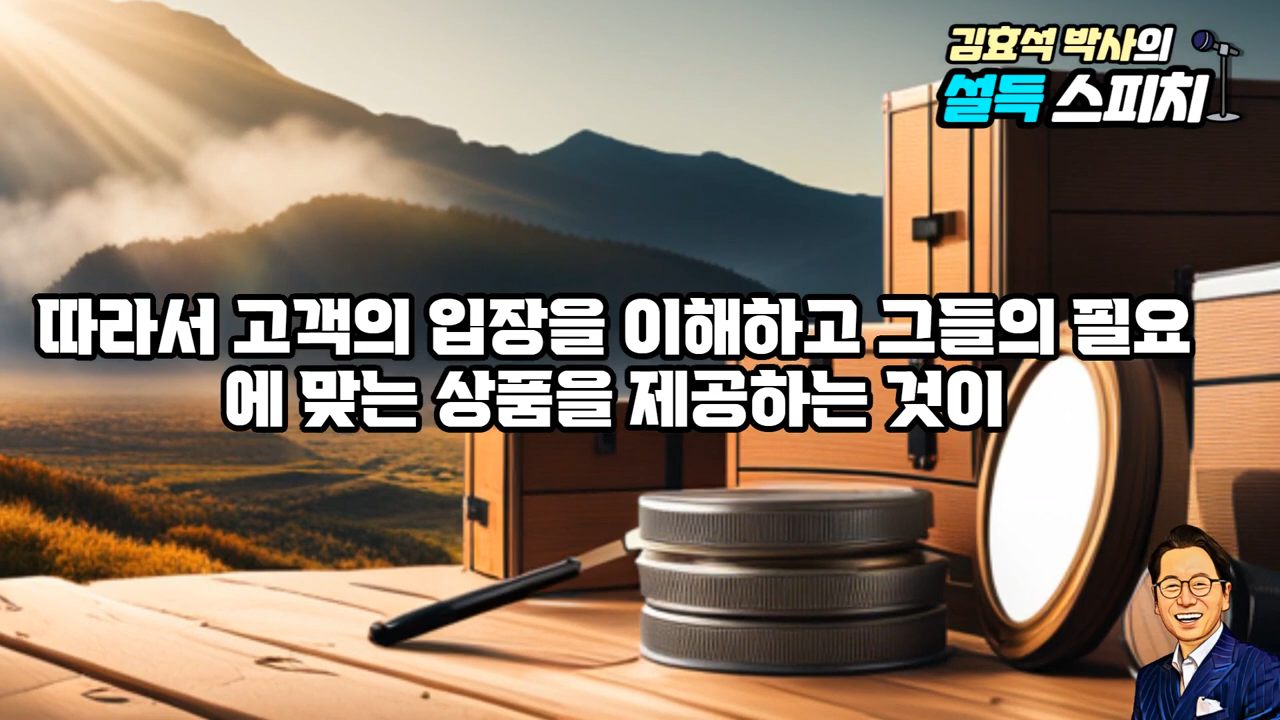 김효석 박사의
설득 스피치
따라서 고객의 입장을 이해하고 그들의 필요
에 맞는 상품을 제공하는 것이